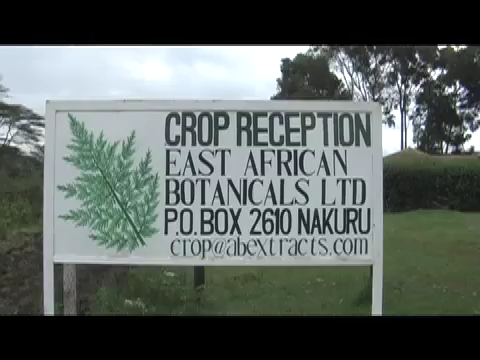 CROP RECEPTION
EAST AFRICAN
BOTANICALS LTD
P.O.BOX 2610 NAKURU
crop@abextracts.com